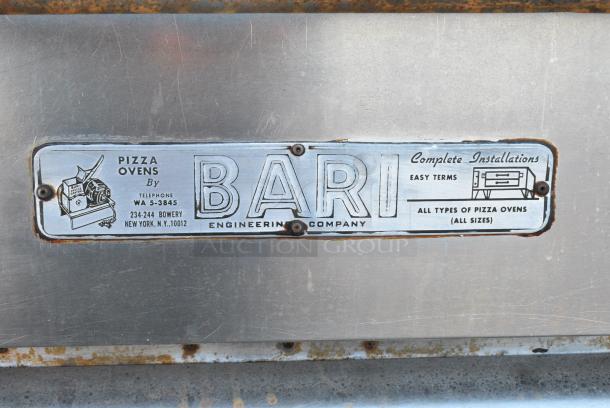 PIZZA
OVENS
By
TELEPHONE
WA 5-3845
234-244 BOWERY
NEW YORK, N.Y., 10012
BARI
ENGINEERING COMPANY
Complete Installations
EASY TERMS
ALL TYPES OF PIZZA OVENS
(ALL SIZES)
AUCTION GROUP